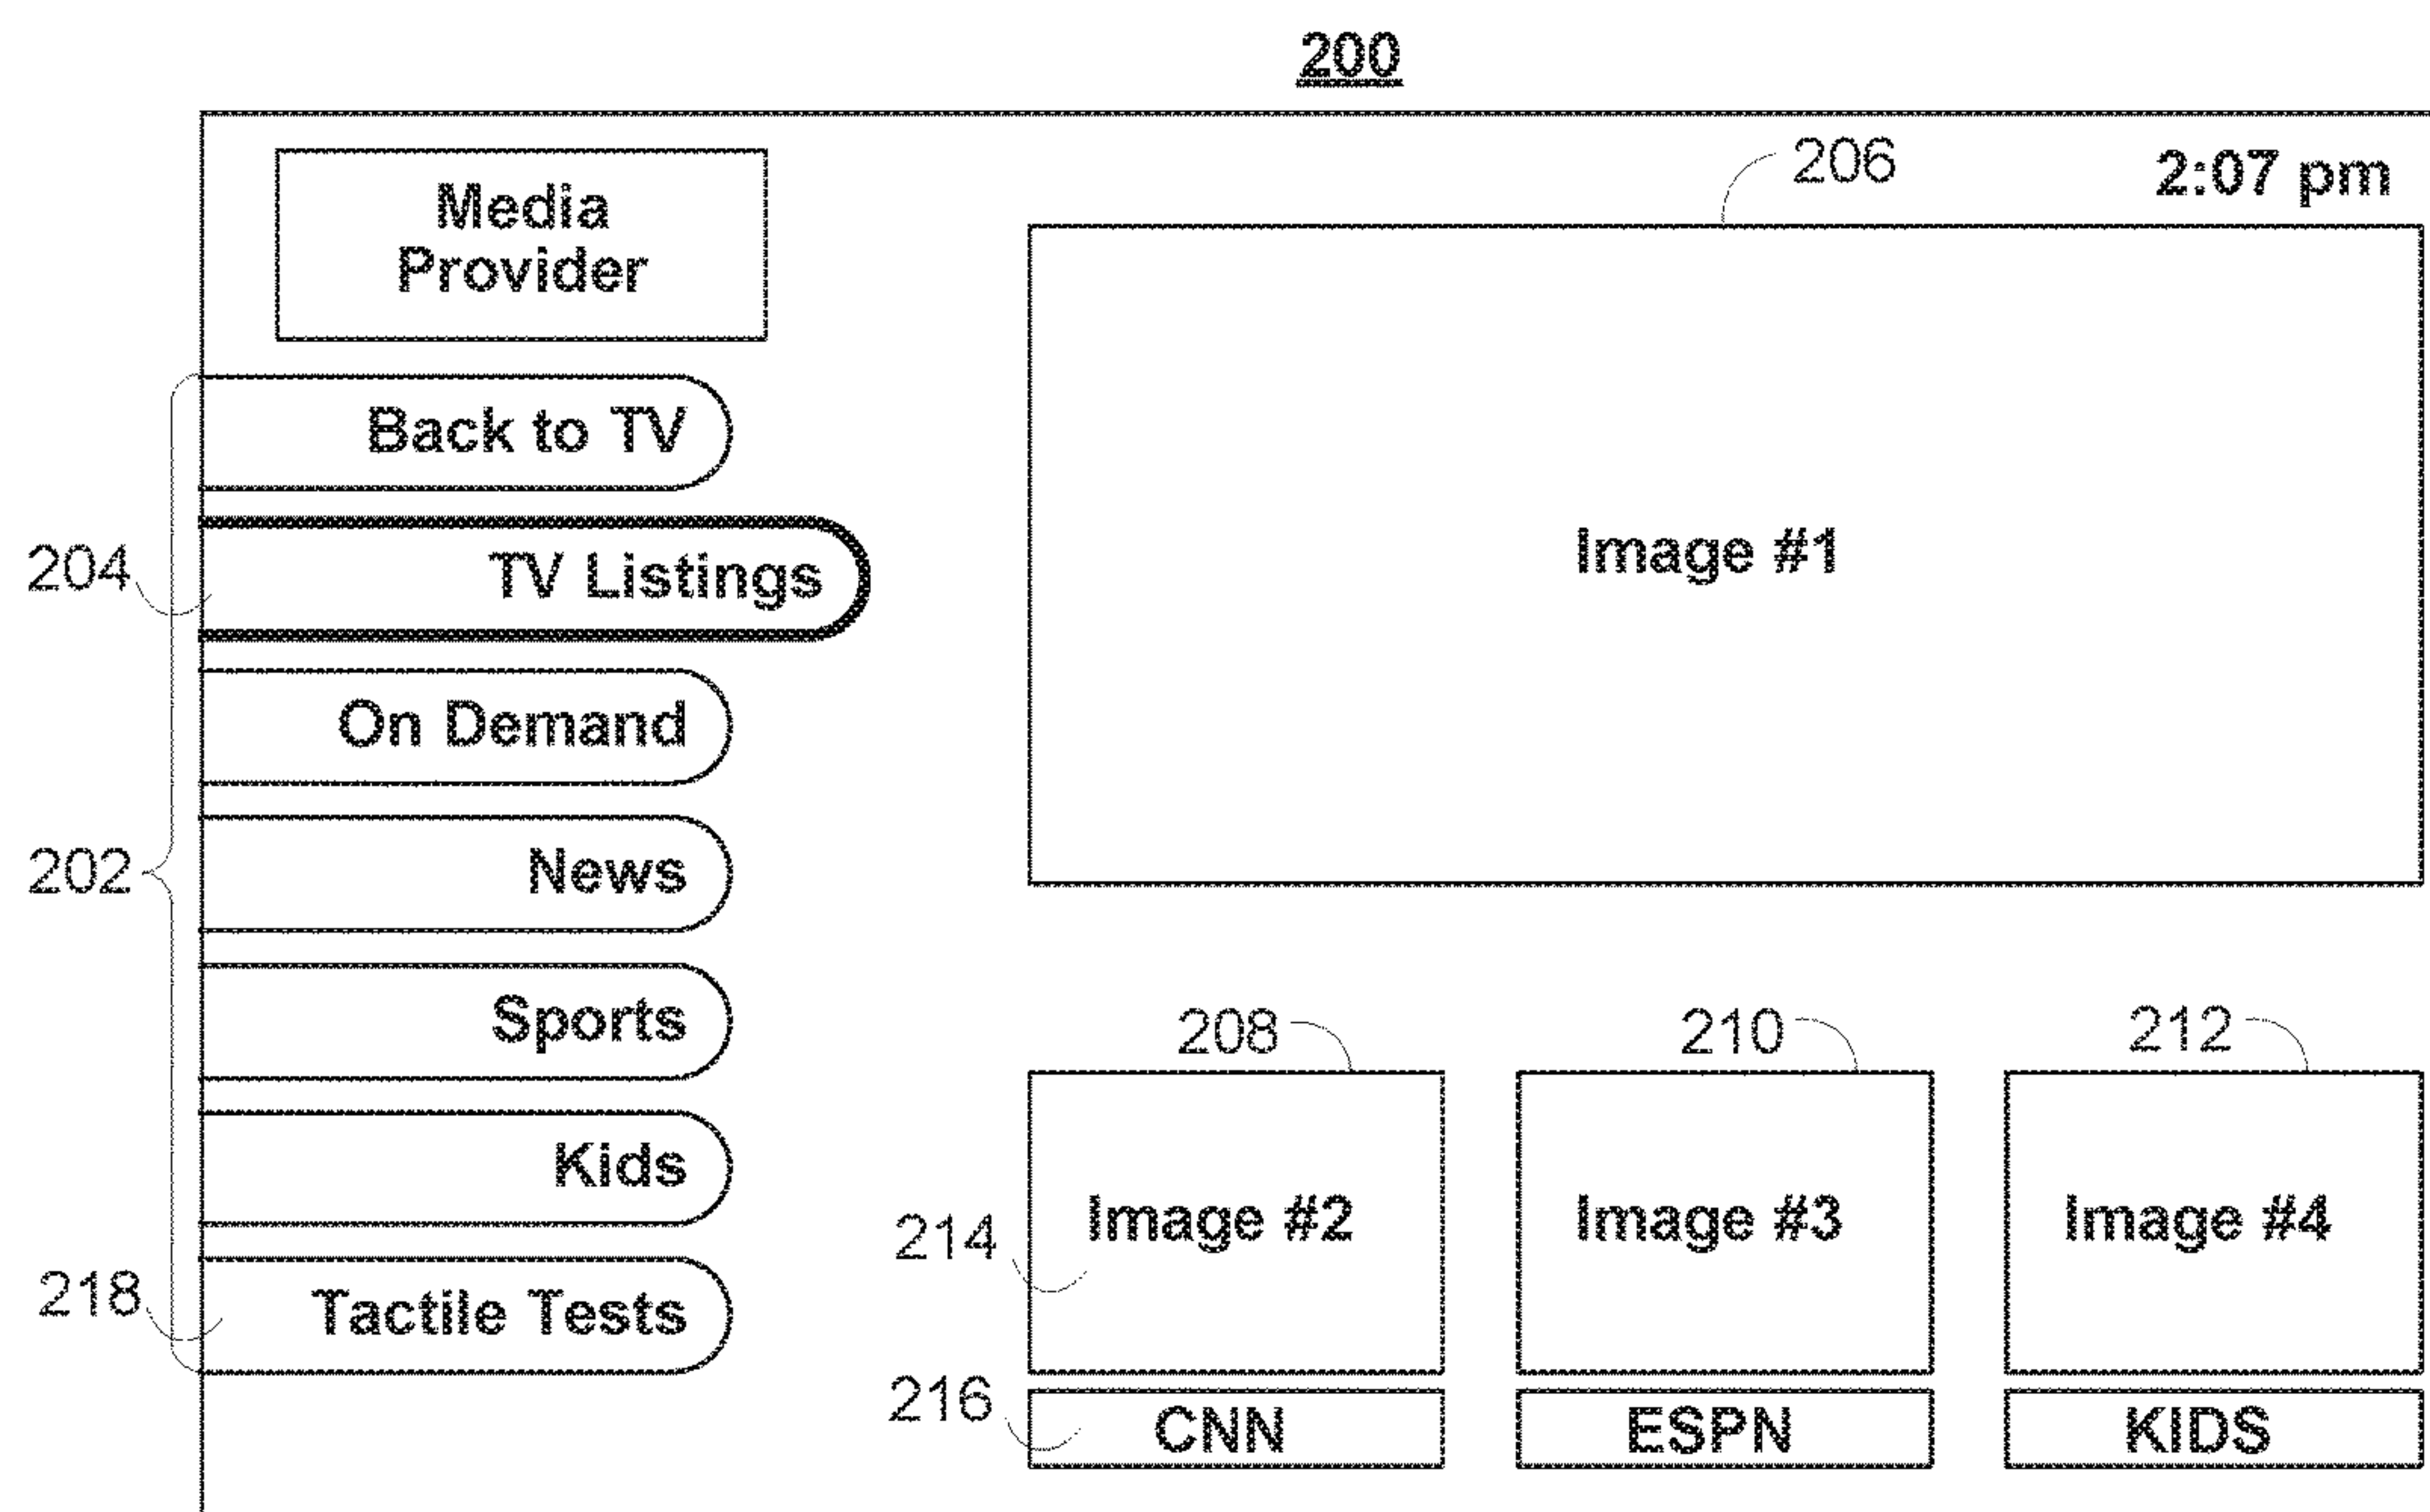 200
206
2:07 pm
Media
Provider
Back to TV
204
TV Listings
Image #1
On Demand
202
News
Sports
208
210
212
Kids
214
Image #2
Image #3
Image #4
218
Tactile Tests
216
CNN
ESPN
KIDS